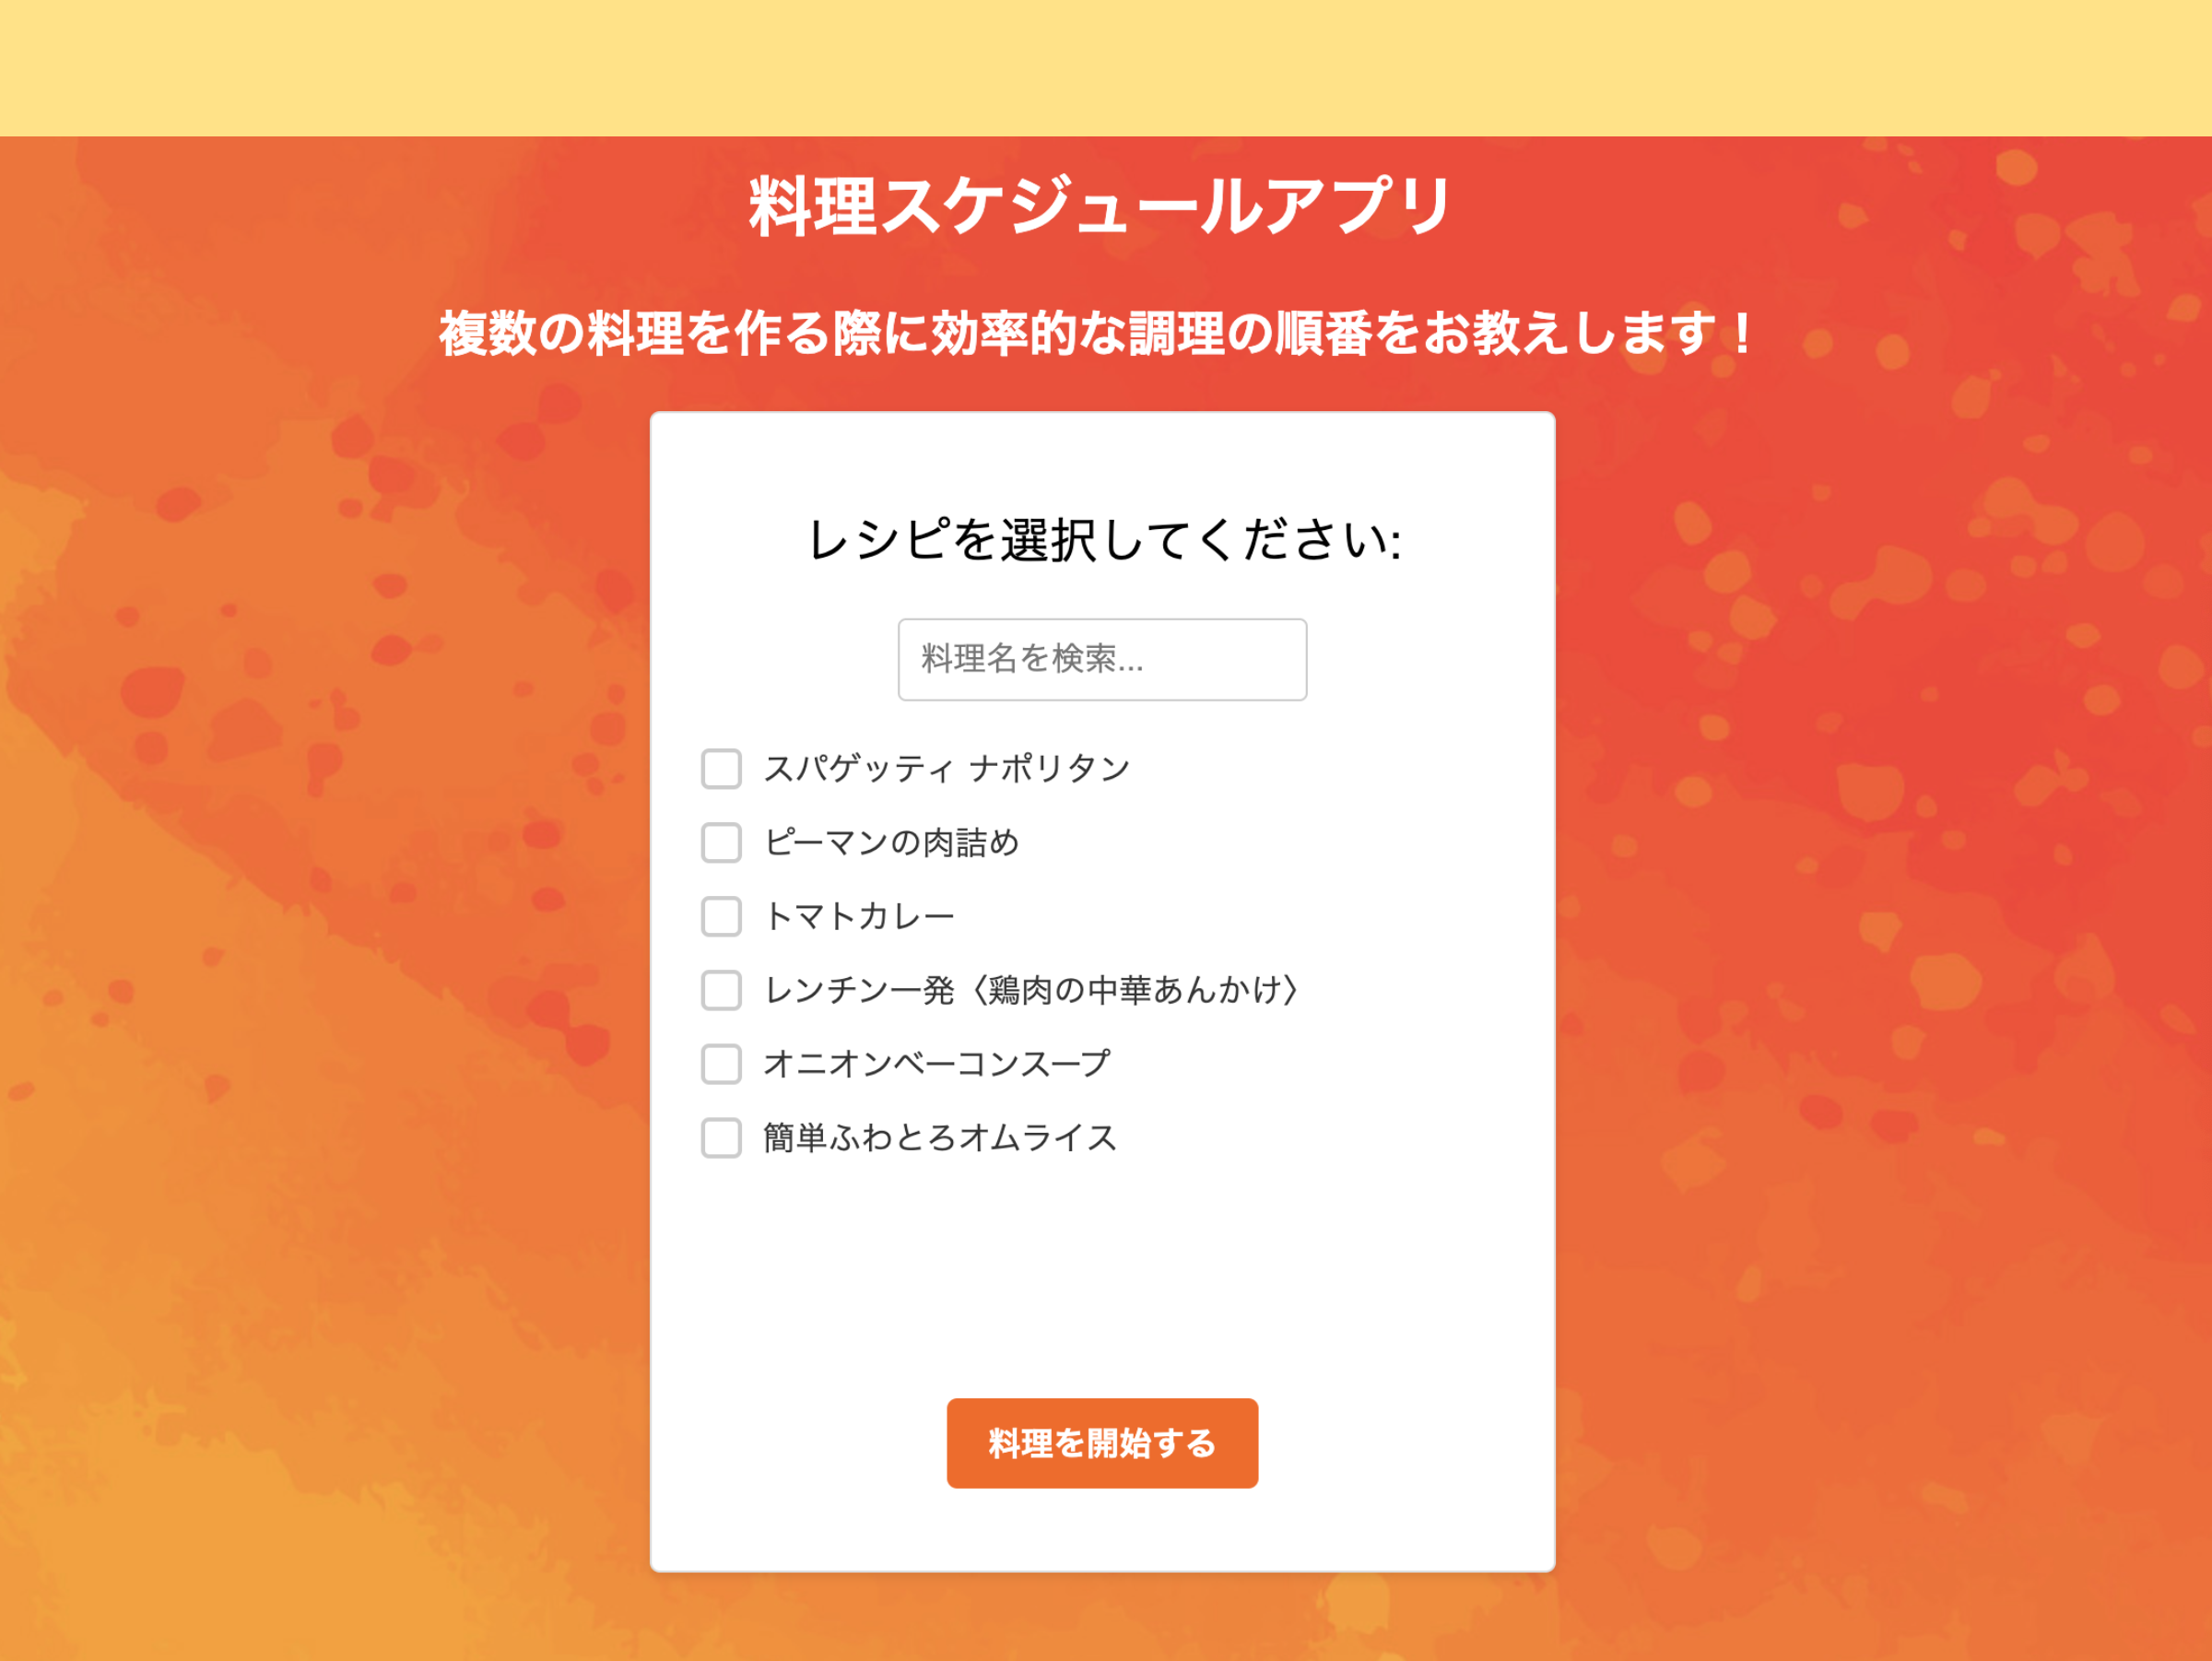 料理スケジュールアプリ
複数の料理を作る際に効率的な調理の順番をお教えします！
レシピを選択してください:
料理名を検索...
スパゲッティ ナポリタン
ピーマンの肉詰め
トマトカレー
レンチン一発〈鶏肉の中華あんかけ〉
オニオンベーコンスープ
簡単ふわとろオムライス
料理を開始する